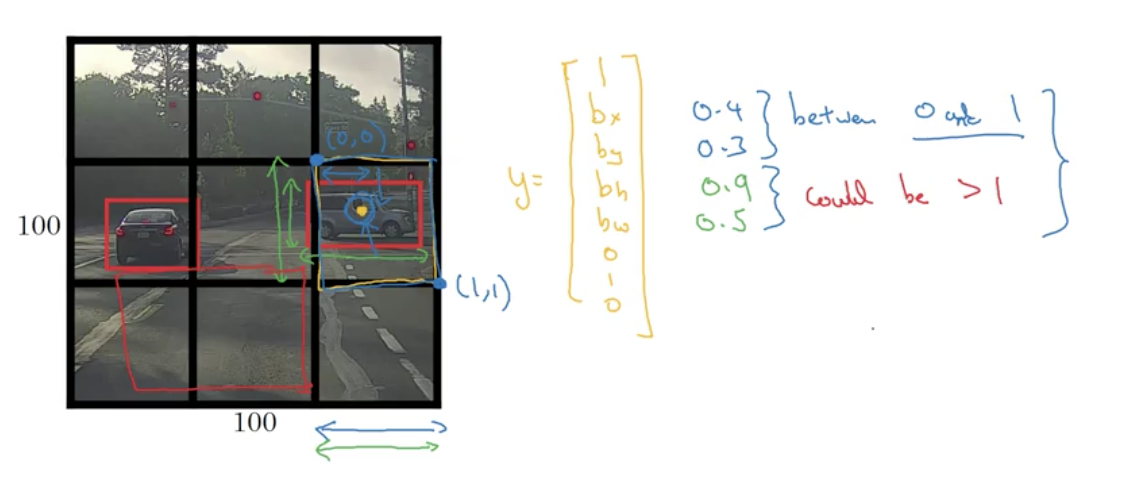 (0,0)
100
(1,1)
100
y=
1
bx
by
bh
bw
0
1
0
0.4
0.3
between 0 and 1
0.9
0.5
could be >1